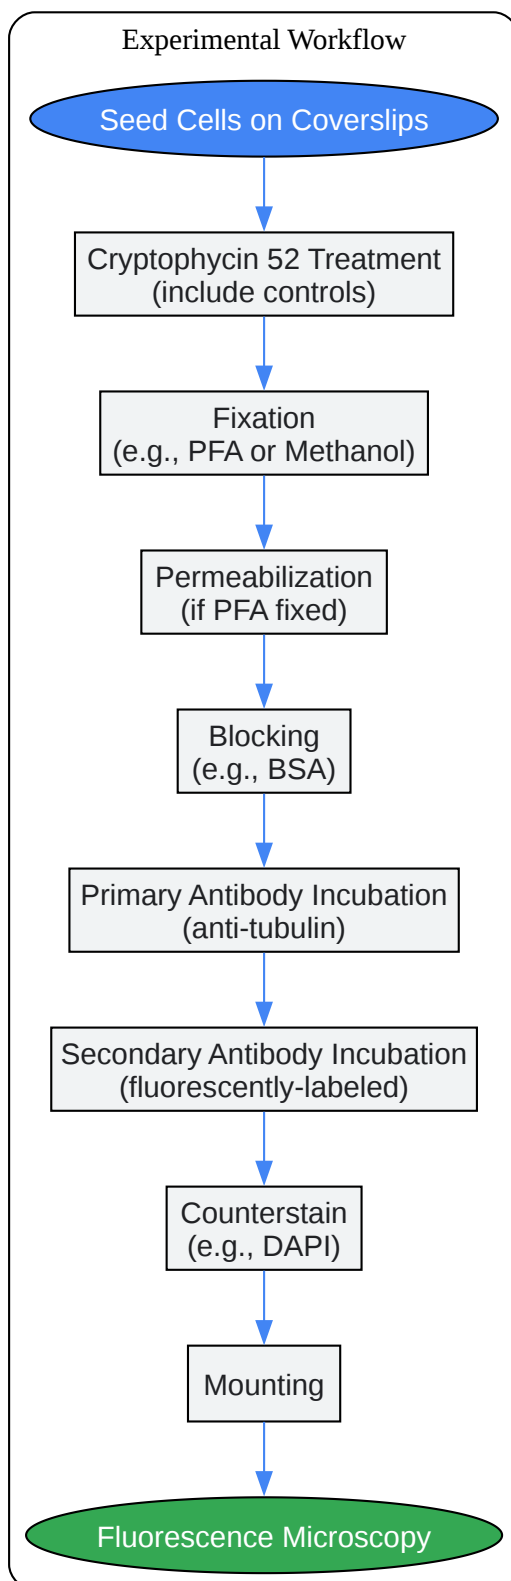 Experimental Workflow
Seed Cells on Coverslips
Cryptophycin 52 Treatment
(include controls)
Fixation
(e.g., PFA or Methanol)
Permeabilization
(if PFA fixed)
Blocking
(e.g., BSA)
Primary Antibody Incubation
(anti-tubulin)
Secondary Antibody Incubation
(fluorescently-labeled)
Counterstain
(e.g., DAPI)
Mounting
Fluorescence Microscopy